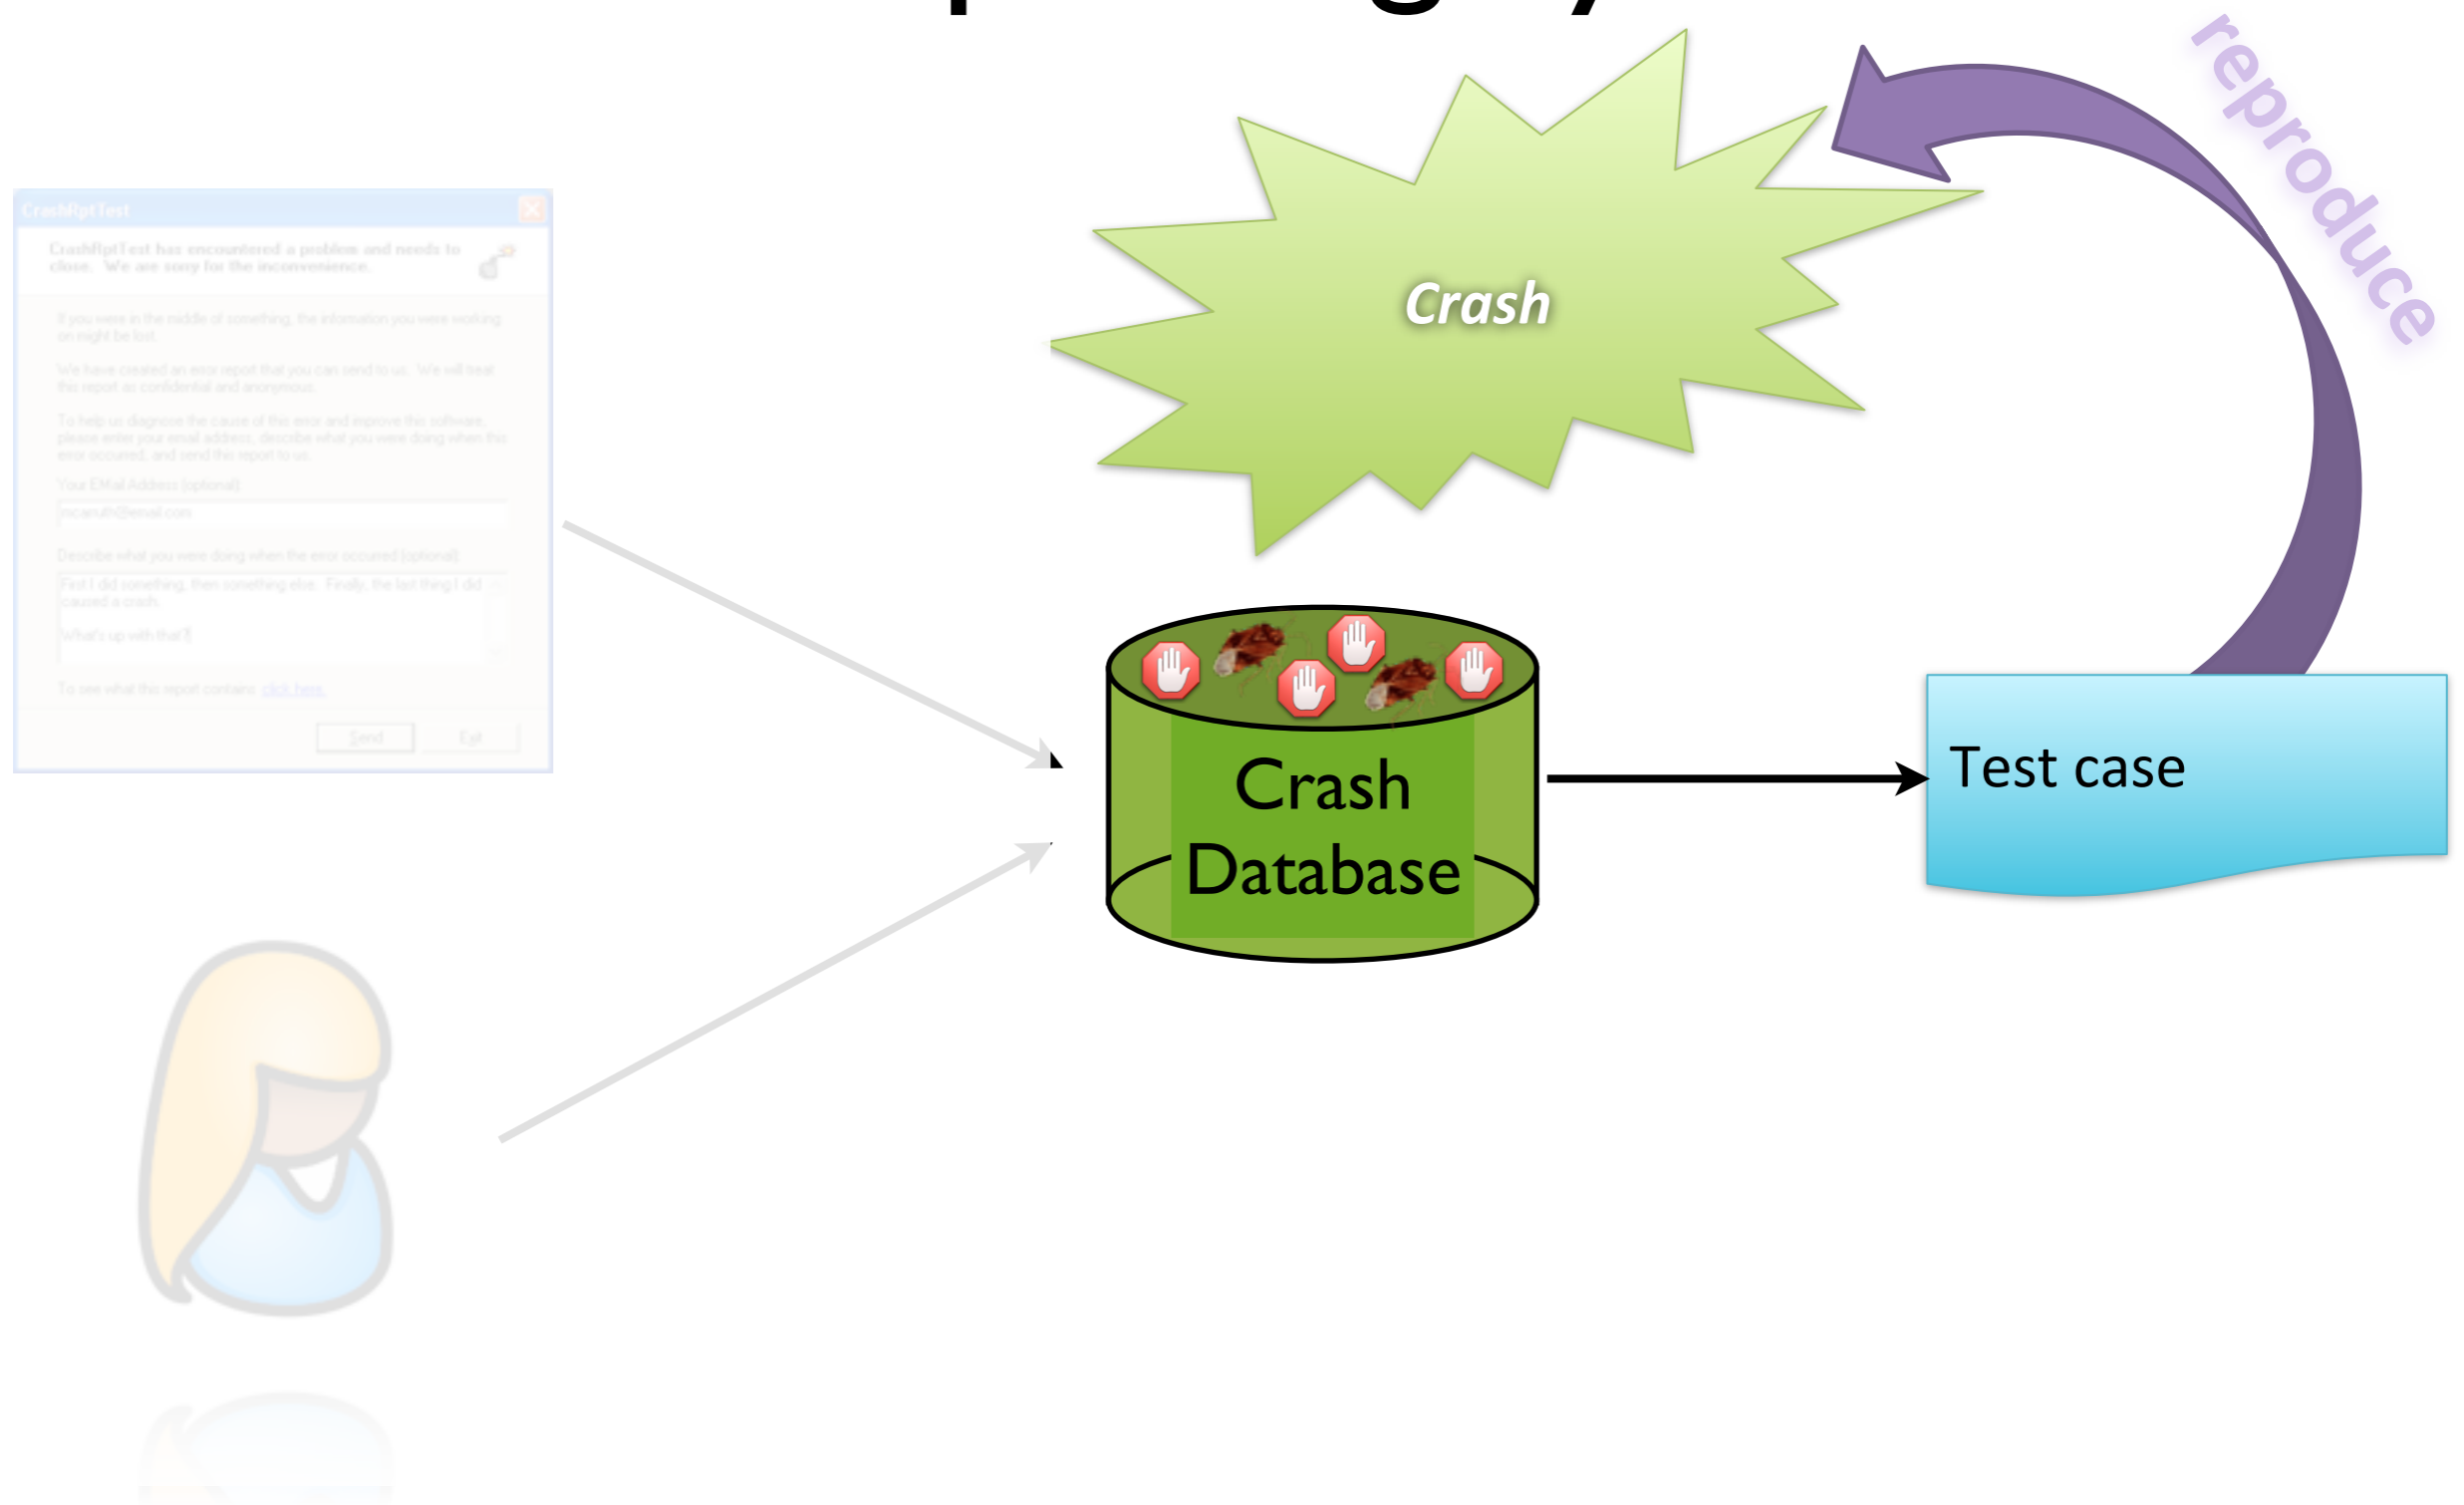 reproduce
CrashRptTest
CrashRptTest has encountered a problem and needs to
close. We are sorry for the inconvenience.
If you were in the middle of something, the information you were working
on might be lost.
We have created an error report that you can send to us. We will treat
this report as confidential and anonymous.
To help us diagnose the cause of this error and improve this software,
please enter your email address, describe what you were doing when this
error occurred, and send this report to us.
Your EMail Address (optional)
mcarruth@email.com
Describe what you were doing when the error occurred (optional)
First I did something, then something else. Finally, the last thing I did
caused a crash.
What's up with that?
To see what this report contains click here.
Send
Exit
Crash
Crash
Database
Test case